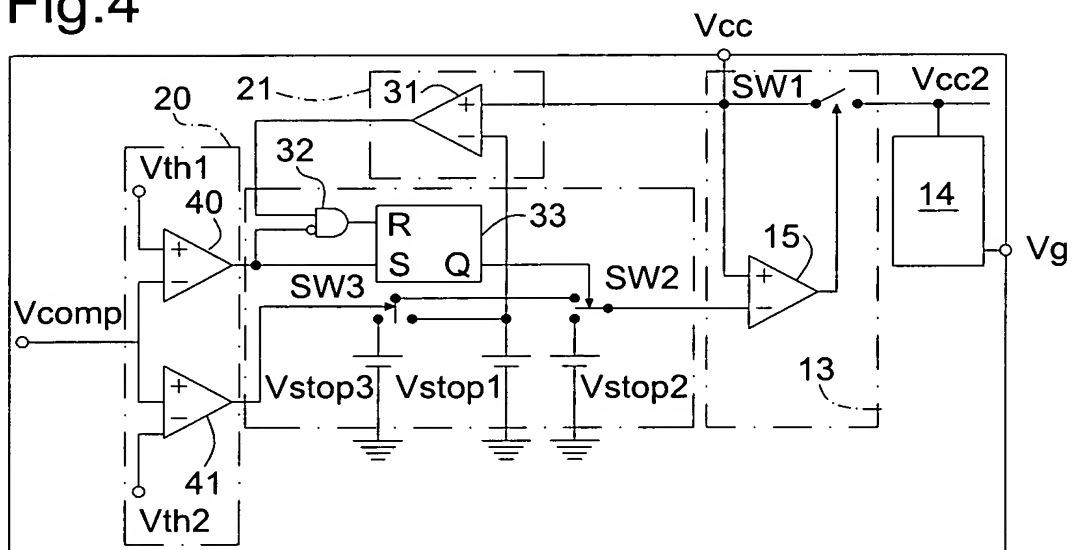 Fig.4
Vcc
21
31
SW1
Vcc2
20
Vth1
32
40
R
33
14
S
Q
15
Vg
SW3
SW2
Vcomp
Vstop3
Vstop1
Vstop2
13
41
Vth2